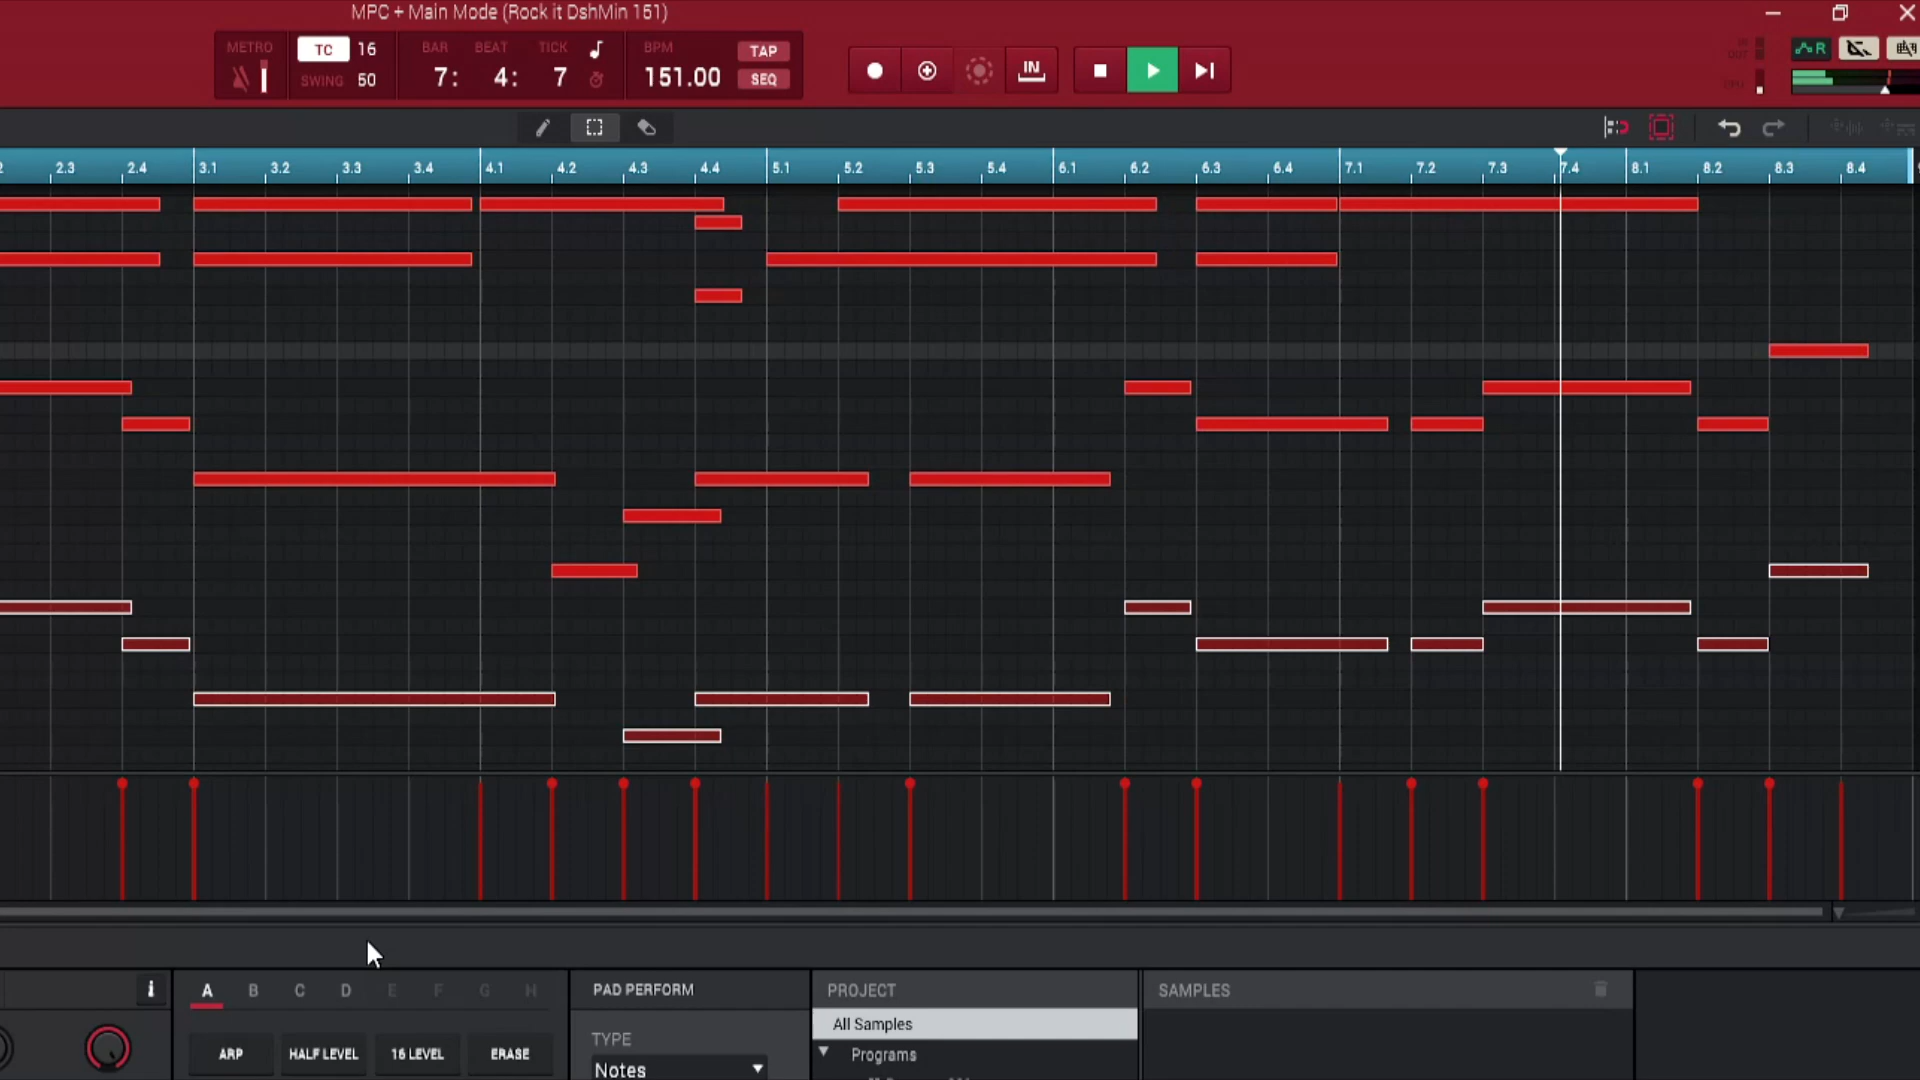 MPC + Main Mode (Rock it DshMin 151)
METRO TC 16 BAR BEAT TICK BPM TAP
SWING 50 7: 4: 7 151.00 SEQ
IN
R
2.3 2.4 3.1 3.2 3.3 3.4 4.1 4.2 4.3 4.4 5.1 5.2 5.3 5.4 6.1 6.2 6.3 6.4 7.1 7.2 7.3 7.4 8.1 8.2 8.3 8.4
i A B C D E F G H PAD PERFORM PROJECT SAMPLES
All Samples
TYPE
ARP HALF LEVEL 16 LEVEL ERASE Programs
Notes